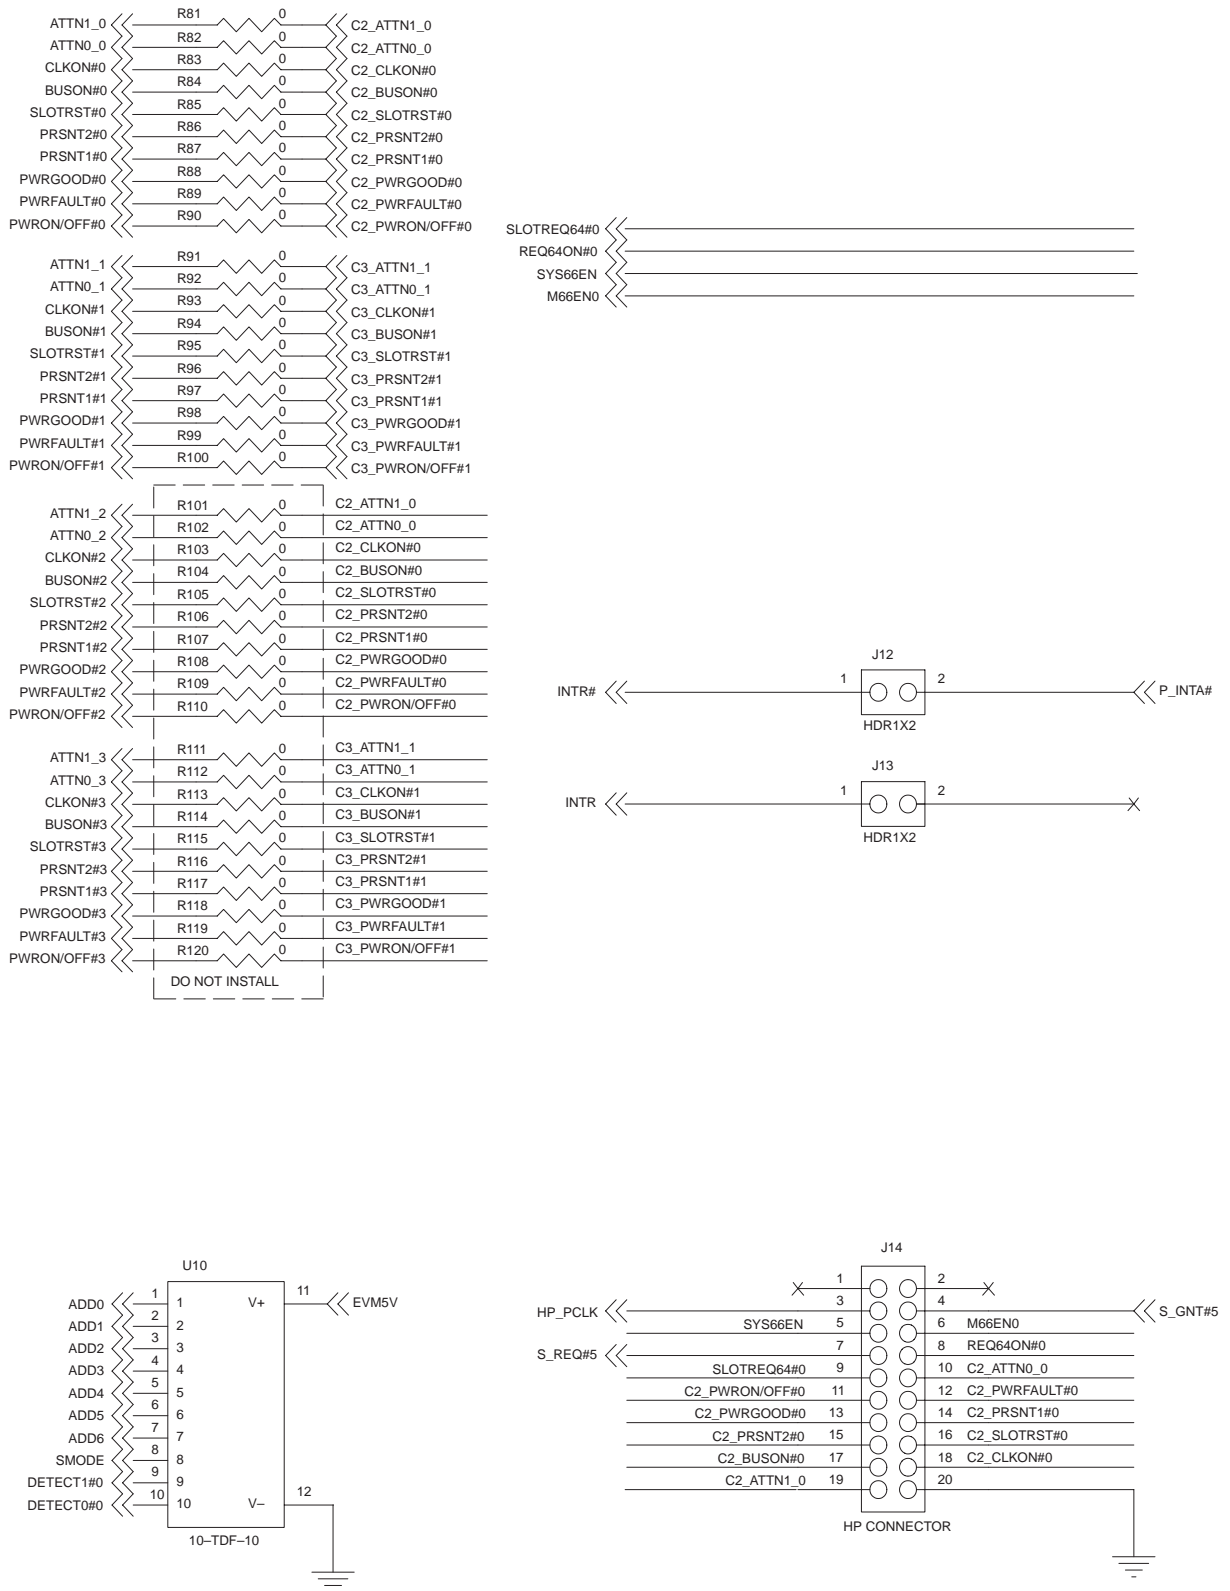 ATTN1_0 R81 0 C2_ATTN1_0
ATTN0_0 R82 0 C2_ATTN0_0
CLKON#0 R83 0 C2_CLKON#0
BUSON#0 R84 0 C2_BUSON#0
SLOTRST#0 R85 0 C2_SLOTRST#0
PRSNT2#0 R86 0 C2_PRSNT2#0
PRSNT1#0 R87 0 C2_PRSNT1#0
PWRGOOD#0 R88 0 C2_PWRGOOD#0
PWRFAULT#0 R89 0 C2_PWRFAULT#0
PWRON/OFF#0 R90 0 C2_PWRON/OFF#0
SLOTREQ64#0
REQ64ON#0
SYS66EN
M66EN0
ATTN1_1 R91 0 C3_ATTN1_1
ATTN0_1 R92 0 C3_ATTN0_1
CLKON#1 R93 0 C3_CLKON#1
BUSON#1 R94 0 C3_BUSON#1
SLOTRST#1 R95 0 C3_SLOTRST#1
PRSNT2#1 R96 0 C3_PRSNT2#1
PRSNT1#1 R97 0 C3_PRSNT1#1
PWRGOOD#1 R98 0 C3_PWRGOOD#1
PWRFAULT#1 R99 0 C3_PWRFAULT#1
PWRON/OFF#1 R100 0 C3_PWRON/OFF#1
ATTN1_2 R101 0 C2_ATTN1_0
ATTN0_2 R102 0 C2_ATTN0_0
CLKON#2 R103 0 C2_CLKON#0
BUSON#2 R104 0 C2_BUSON#0
SLOTRST#2 R105 0 C2_SLOTRST#0
PRSNT2#2 R106 0 C2_PRSNT2#0
PRSNT1#2 R107 0 C2_PRSNT1#0
PWRGOOD#2 R108 0 C2_PWRGOOD#0
PWRFAULT#2 R109 0 C2_PWRFAULT#0
PWRON/OFF#2 R110 0 C2_PWRON/OFF#0
J12
INTR# 1 2 P_INTA#
HDR1X2
J13
INTR 1 2
HDR1X2
ATTN1_3 R111 0 C3_ATTN1_1
ATTN0_3 R112 0 C3_ATTN0_1
CLKON#3 R113 0 C3_CLKON#1
BUSON#3 R114 0 C3_BUSON#1
SLOTRST#3 R115 0 C3_SLOTRST#1
PRSNT2#3 R116 0 C3_PRSNT2#1
PRSNT1#3 R117 0 C3_PRSNT1#1
PWRGOOD#3 R118 0 C3_PWRGOOD#1
PWRFAULT#3 R119 0 C3_PWRFAULT#1
PWRON/OFF#3 R120 0 C3_PWRON/OFF#1
DO NOT INSTALL
U10
ADD0 1 1 V+ 11 EVM5V
ADD1 2 2
ADD2 3 3
ADD3 4 4
ADD4 5 5
ADD5 6 6
ADD6 7 7
SMODE 8 8
DETECT1#0 9 9
DETECT0#0 10 10 V– 12
10–TDF–10
J14
1 2
HP_PCLK 3 4 S_GNT#5
SYS66EN 5 6 M66EN0
S_REQ#5 7 8 REQ64ON#0
SLOTREQ64#0 9 10 C2_ATTN0_0
C2_PWRON/OFF#0 11 12 C2_PWRFAULT#0
C2_PWRGOOD#0 13 14 C2_PRSNT1#0
C2_PRSNT2#0 15 16 C2_SLOTRST#0
C2_BUSON#0 17 18 C2_CLKON#0
C2_ATTN1_0 19 20
HP CONNECTOR